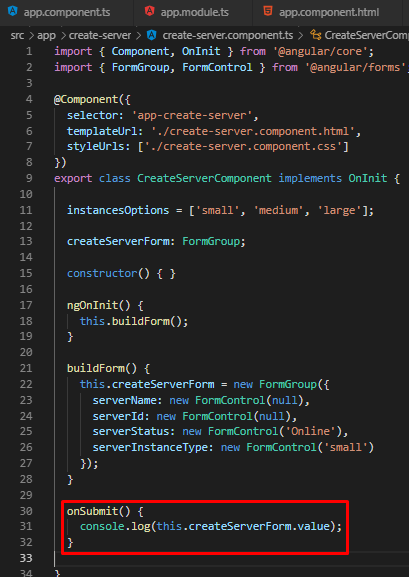 app.component.ts app.module.ts app.component.html
src > app > create-server > create-server.component.ts > CreateServerComp
1 import { Component, OnInit } from '@angular/core';
2 import { FormGroup, FormControl } from '@angular/forms'
3
4 @Component({
5 selector: 'app-create-server',
6 templateUrl: './create-server.component.html',
7 styleUrls: ['./create-server.component.css']
8 })
9 export class CreateServerComponent implements OnInit {
10
11 instancesOptions = ['small', 'medium', 'large'];
12
13 createServerForm: FormGroup;
14
15 constructor() { }
16
17 ngOnInit() {
18 this.buildForm();
19 }
20
21 buildForm() {
22 this.createServerForm = new FormGroup({
23 serverName: new FormControl(null),
24 serverId: new FormControl(null),
25 serverStatus: new FormControl('Online'),
26 serverInstanceType: new FormControl('small')
27 });
28 }
29
30 onSubmit() {
31 console.log(this.createServerForm.value);
32 }
33
}